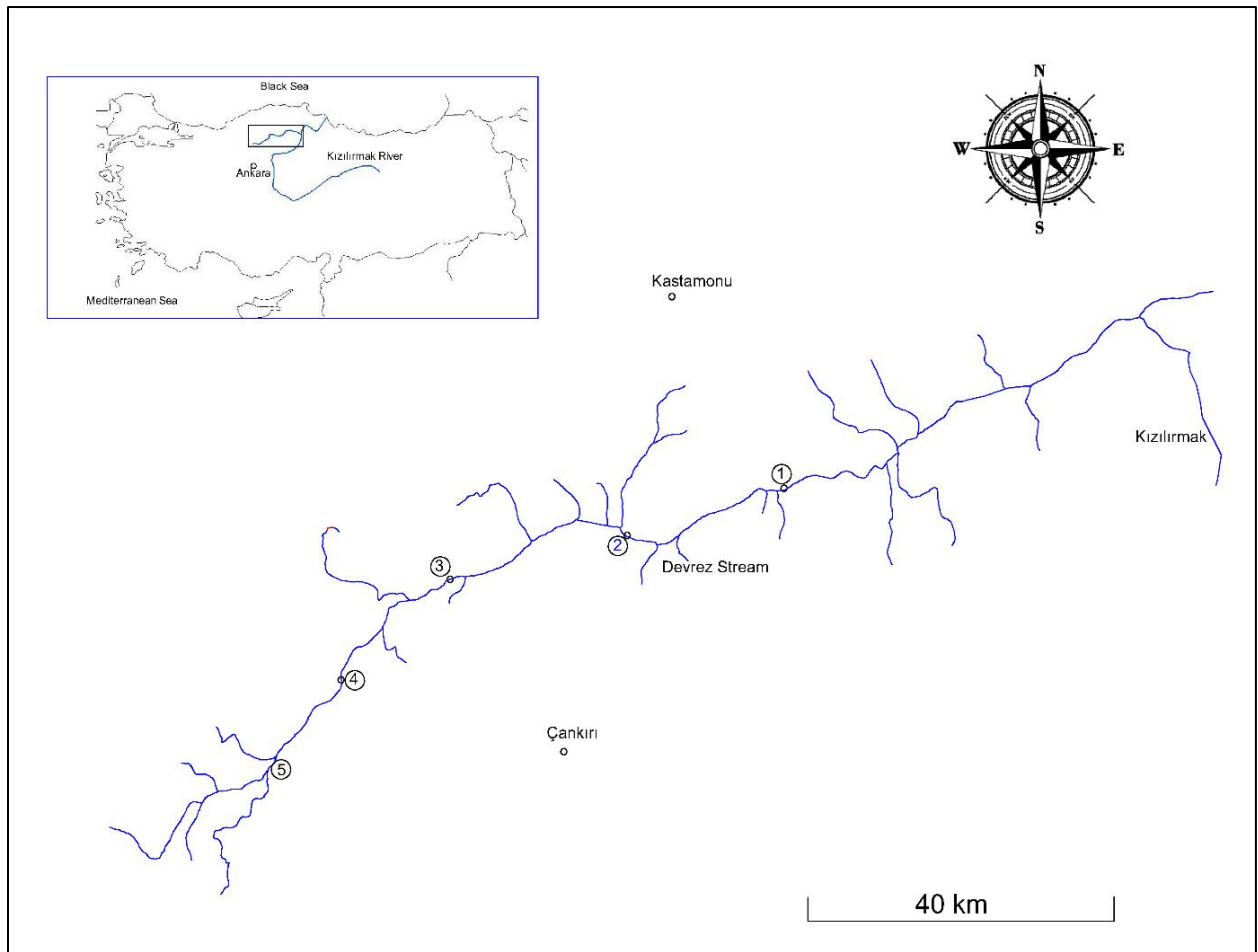 Black Sea
Kızılırmak River
Ankara
Mediterranean Sea
N
W
E
S
Kastamonu
Kızılırmak
1
2
Devrez Stream
3
4
Çankırı
5
40 km